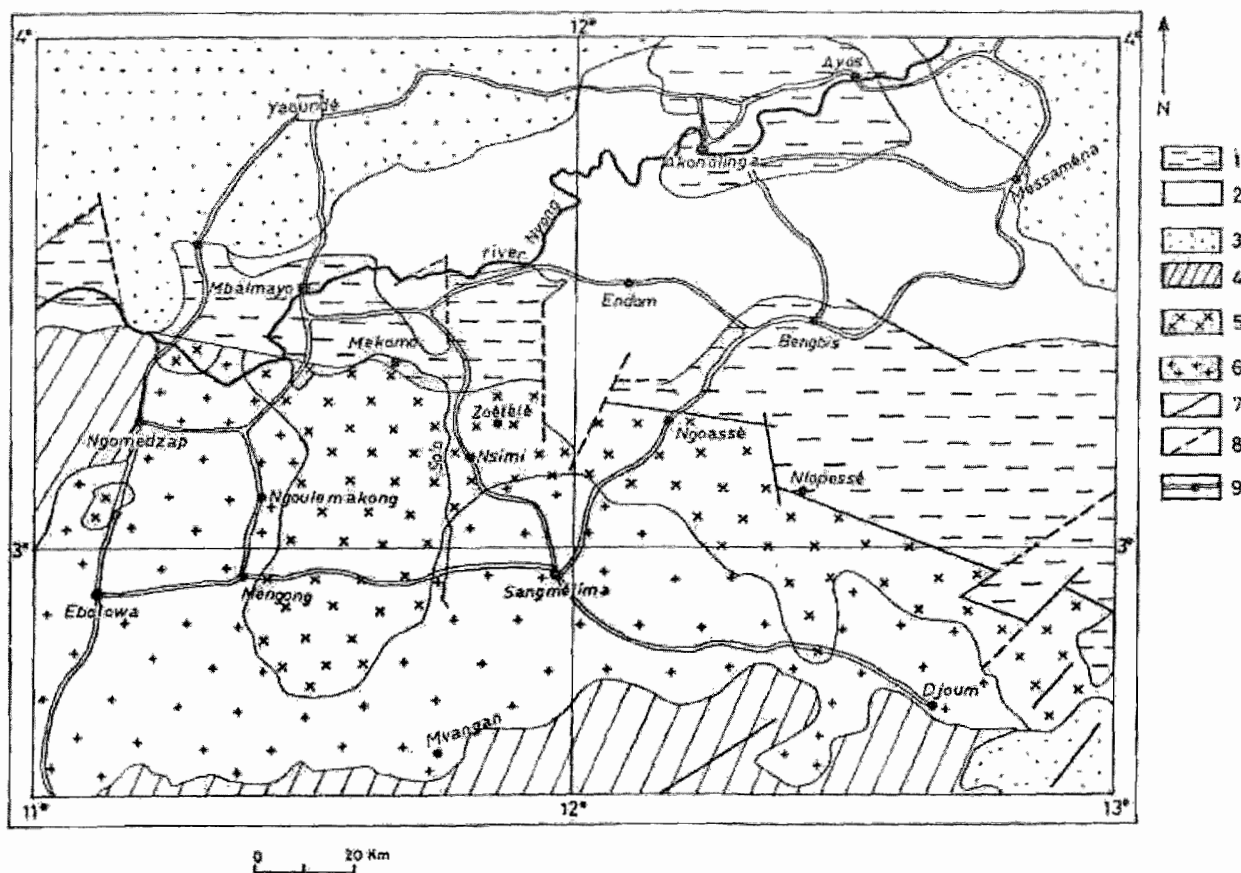 12°
4°
4°
Ayos
Yaoundé
N
Akonolinga
1
Messaména
2
Nyong
3
river
4
Mbalmayo
Endom
5
Mekomo
Bengbis
6
Zoétélé
7
Ngomedzap
Ngoassé
8
So'o
Nsimi
Ngoulemakong
Nlopessé
9
3°
3°
Mengong
Sangmélima
Ebolowa
Djoum
Mvangan
11°
12°
13°
0 20 Km